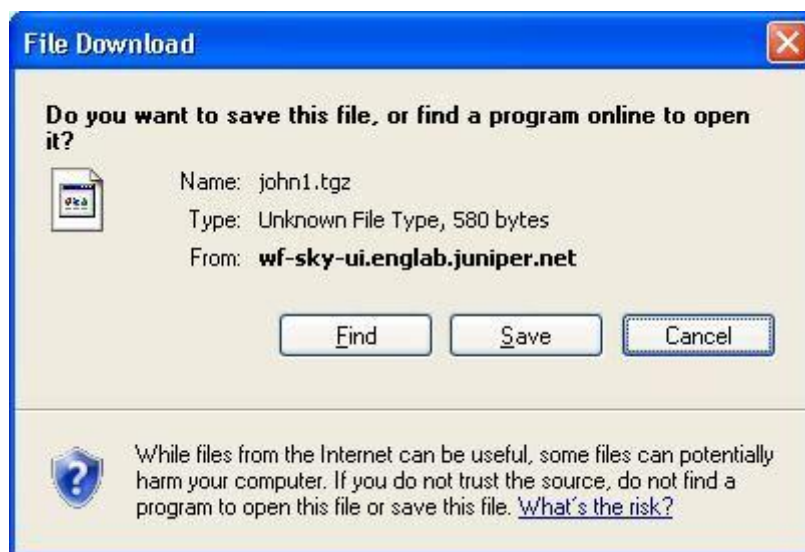 File Download
Do you want to save this file, or find a program online to open
it?
Name: john1.tgz
Type: Unknown File Type, 580 bytes
From: wf-sky-ui.englab.juniper.net
Find Save Cancel
While files from the Internet can be useful, some files can potentially
harm your computer. If you do not trust the source, do not find a
program to open this file or save this file. What's the risk?